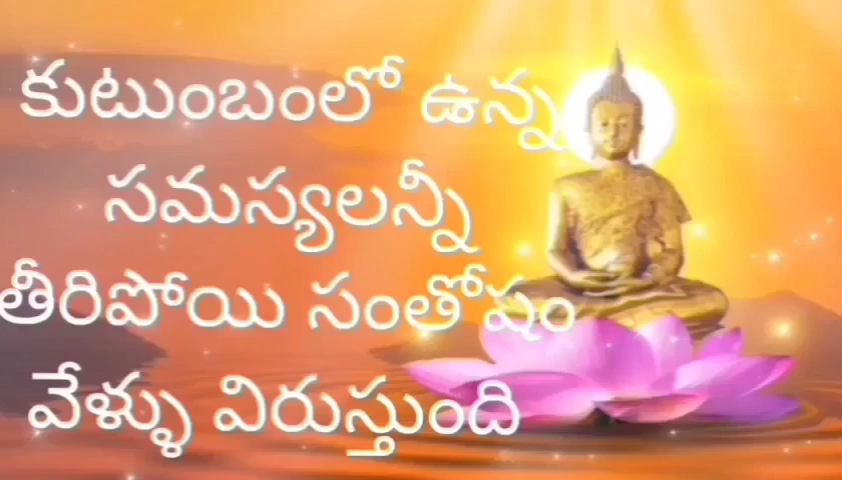 కుటుంబంలో ఉన్న
సమస్యలన్నీ
తీరిపోయి సంతోషం
వేళ్ళు విరుస్తుంది